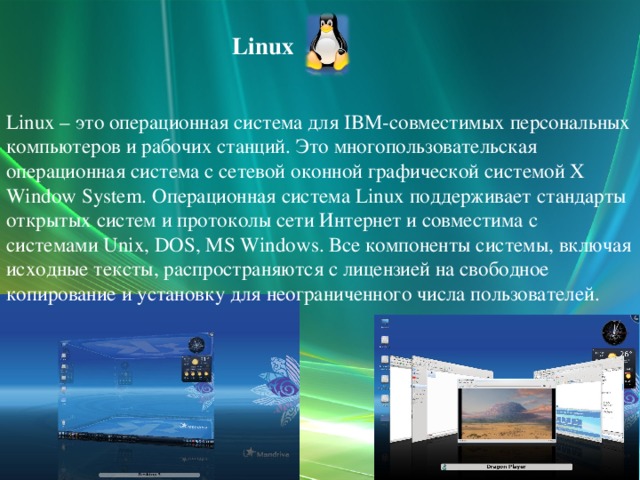 Linux
Linux – это операционная система для IBM-совместимых персональных
компьютеров и рабочих станций. Это многопользовательская
операционная система с сетевой оконной графической системой X
Window System. Операционная система Linux поддерживает стандарты
открытых систем и протоколы сети Интернет и совместима с
системами Unix, DOS, MS Windows. Все компоненты системы, включая
исходные тексты, распространяются с лицензией на свободное
копирование и установку для неограниченного числа пользователей.
26°
Mandriva
Dragon Player